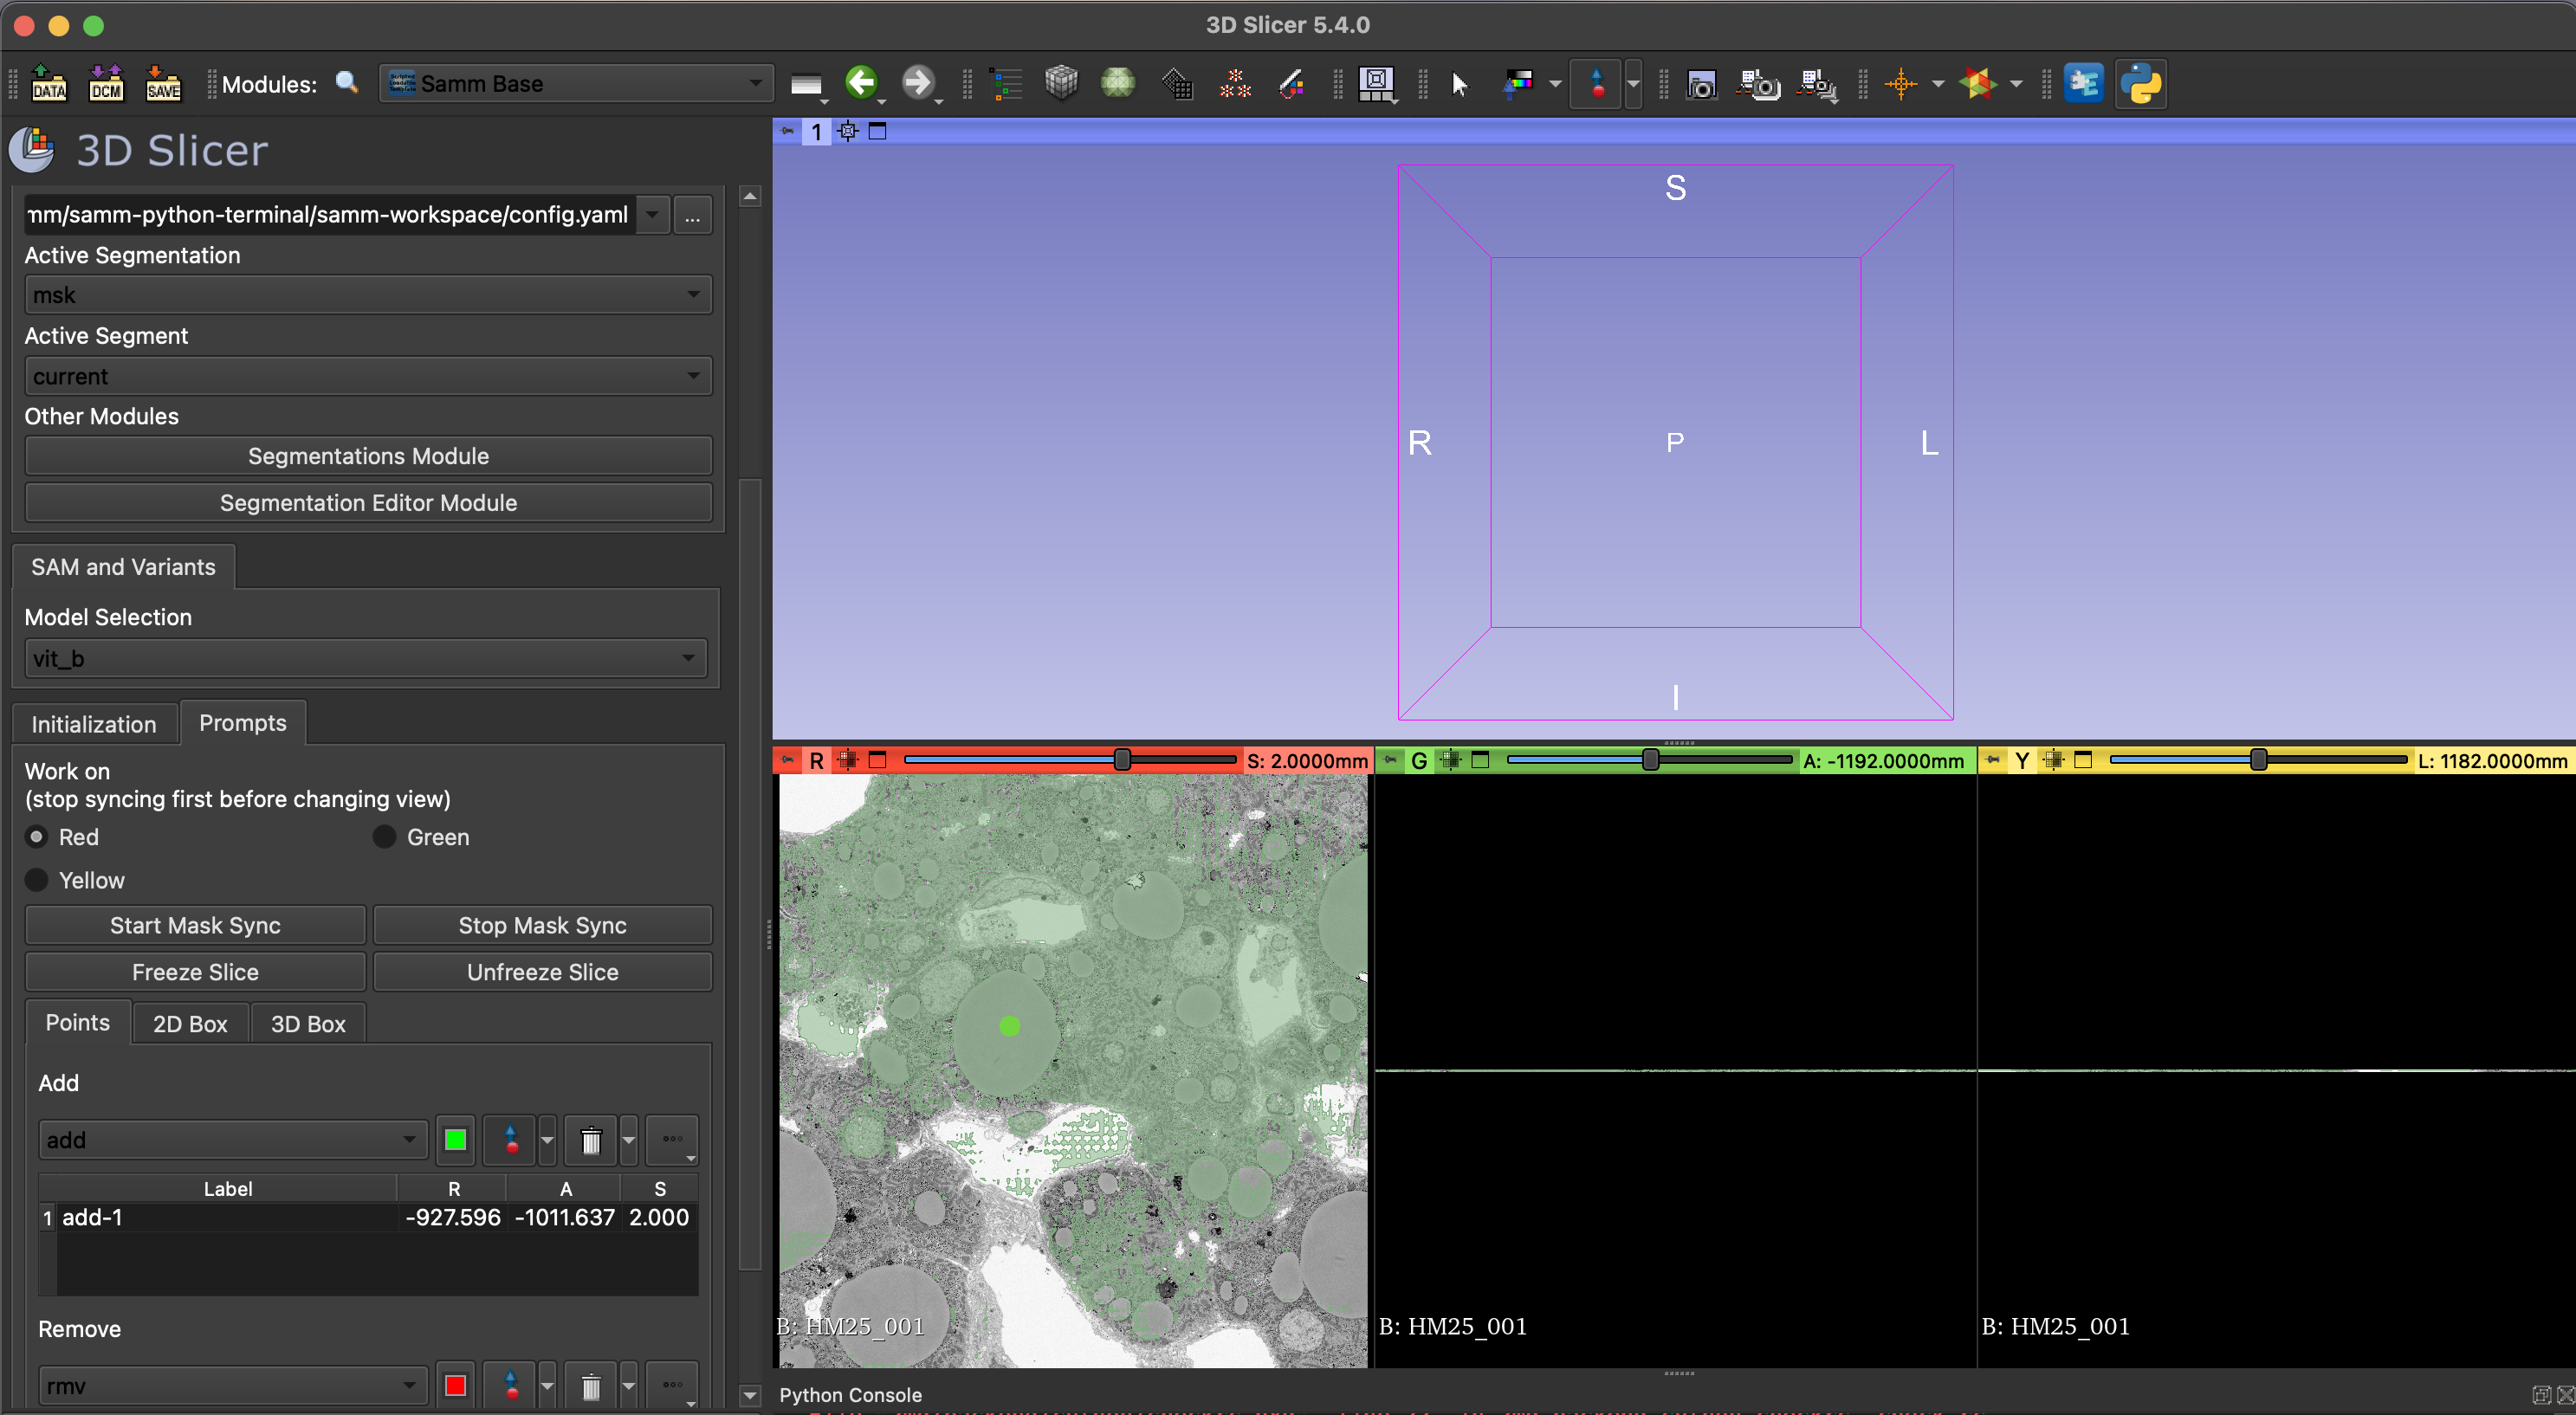 3D Slicer 5.4.0
DATA
DCM
SAVE
Modules:
Samm Base
3D Slicer
mm/samm-python-terminal/samm-workspace/config.yaml
...
Active Segmentation
msk
Active Segment
current
Other Modules
Segmentations Module
Segmentation Editor Module
SAM and Variants
Model Selection
vit_b
Initialization
Prompts
Work on
(stop syncing first before changing view)
Red
Green
Yellow
Start Mask Sync
Stop Mask Sync
Freeze Slice
Unfreeze Slice
Points
2D Box
3D Box
Add
add
Label R A S
1 add-1 -927.596 -1011.637 2.000
Remove
rmv
1
S
R
P
L
I
R
S: 2.0000mm
G
A: -1192.0000mm
Y
L: 1182.0000mm
B: HM25_001
B: HM25_001
B: HM25_001
Python Console